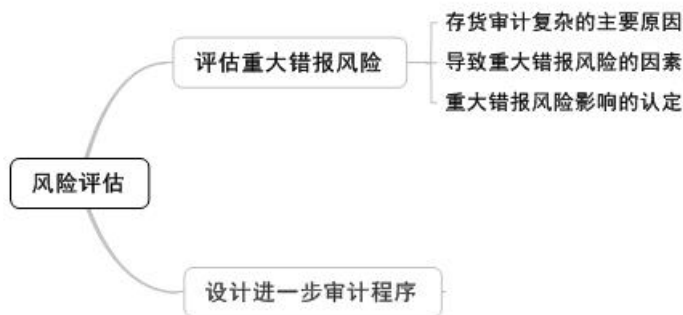 存货审计复杂的主要原因
评估重大错报风险
导致重大错报风险的因素
重大错报风险影响的认定
风险评估
设计进一步审计程序